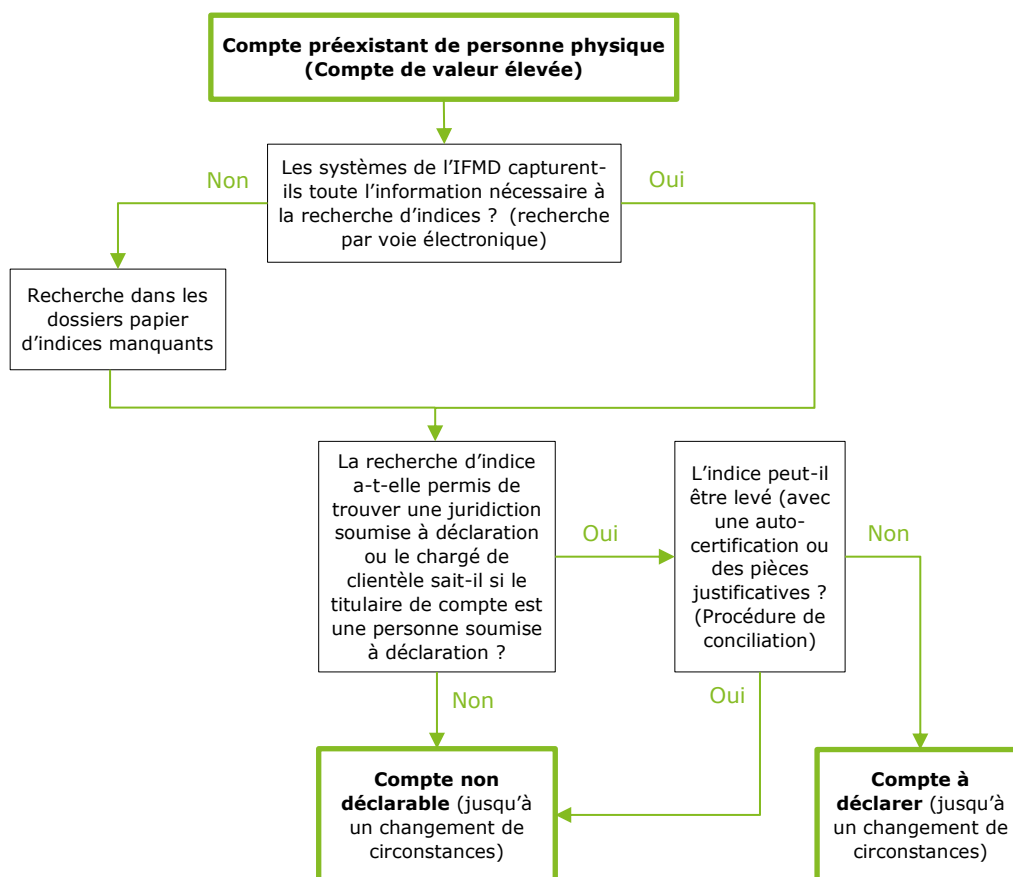 Compte préexistant de personne physique
(Compte de valeur élevée)
Les systèmes de l'IFMD capturent-
ils toute l'information nécessaire à
la recherche d'indices ?  (recherche
par voie électronique)
Non
Oui
Recherche dans les
dossiers papier
d'indices manquants
La recherche d'indice
a-t-elle permis de
trouver une juridiction
soumise à déclaration
ou le chargé de
clientèle sait-il si le
titulaire de compte est
une personne soumise
à déclaration ?
Oui
L'indice peut-il
être levé (avec
une auto-
certification ou
des pièces
justificatives ?
(Procédure de
conciliation)
Non
Non
Oui
Compte non
déclarable (jusqu'à
un changement de
circonstances)
Compte à
déclarer (jusqu'à
un changement de
circonstances)